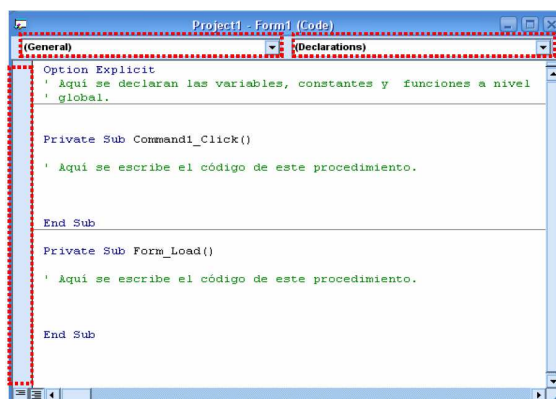 Project1 - Form1 (Code)
(General) (Declarations)
Option Explicit
' Aquí se declaran las variables, constantes y funciones a nivel
' global.
Private Sub Command1_Click()
' Aquí se escribe el código de este procedimiento.
End Sub
Private Sub Form_Load()
' Aquí se escribe el código de este procedimiento.
End Sub